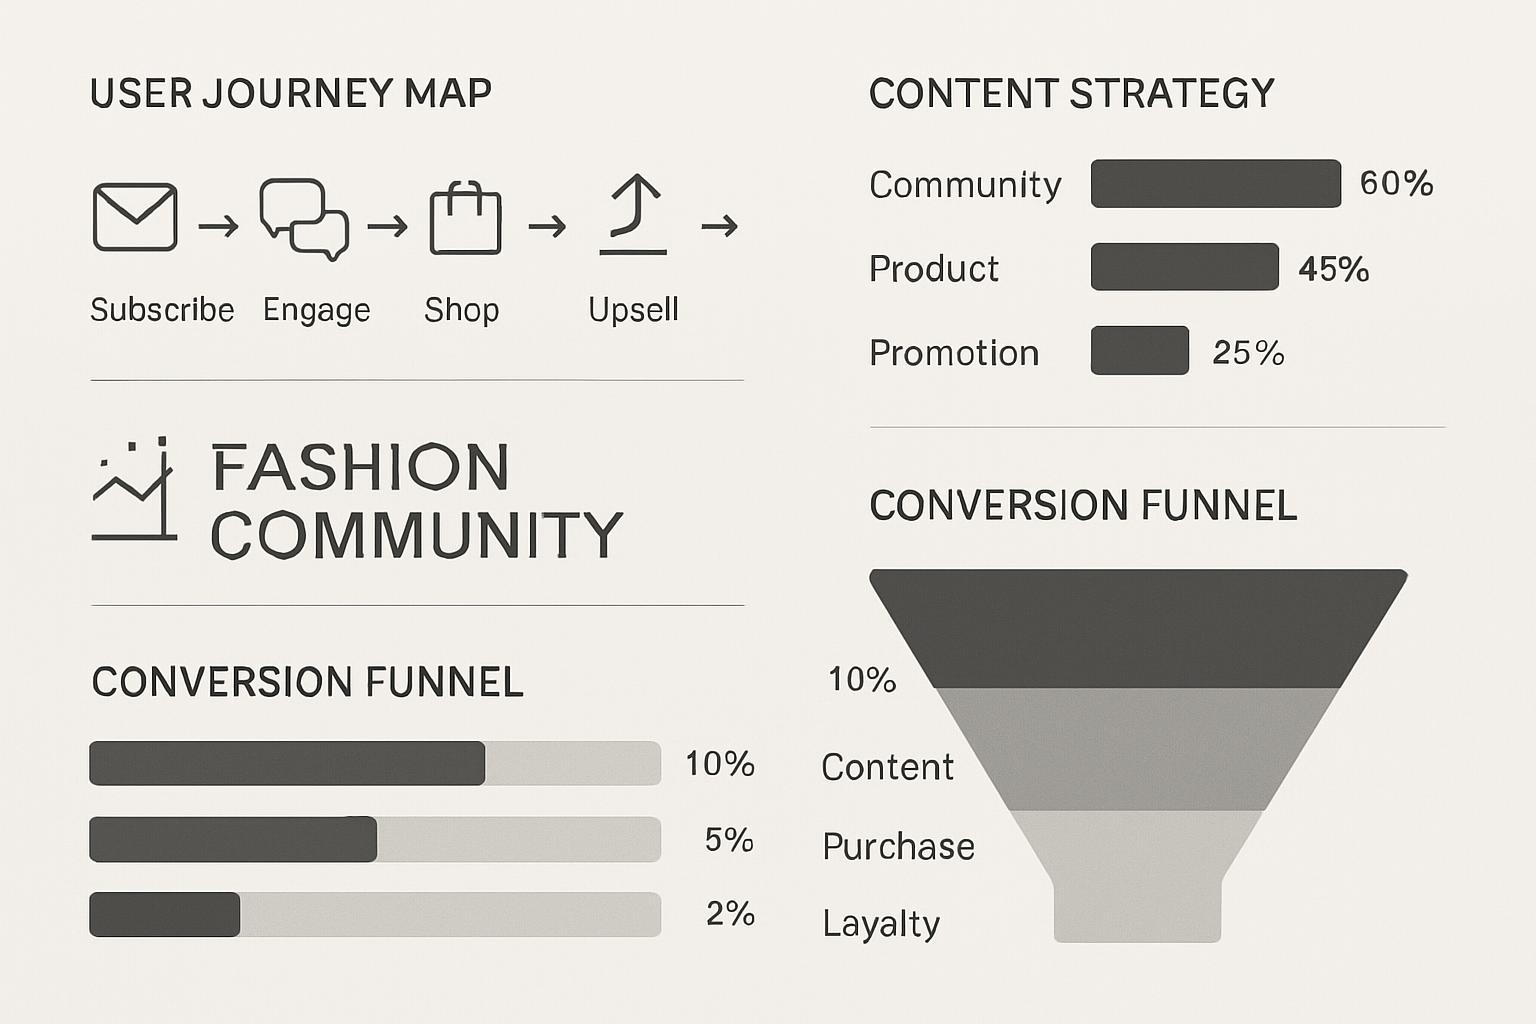 USER JOURNEY MAP
Subscribe Engage Shop Upsell
FASHION
COMMUNITY
CONVERSION FUNNEL
10%
5%
2%
CONTENT STRATEGY
Community 60%
Product 45%
Promotion 25%
CONVERSION FUNNEL
10%
Content
Purchase
Layalty